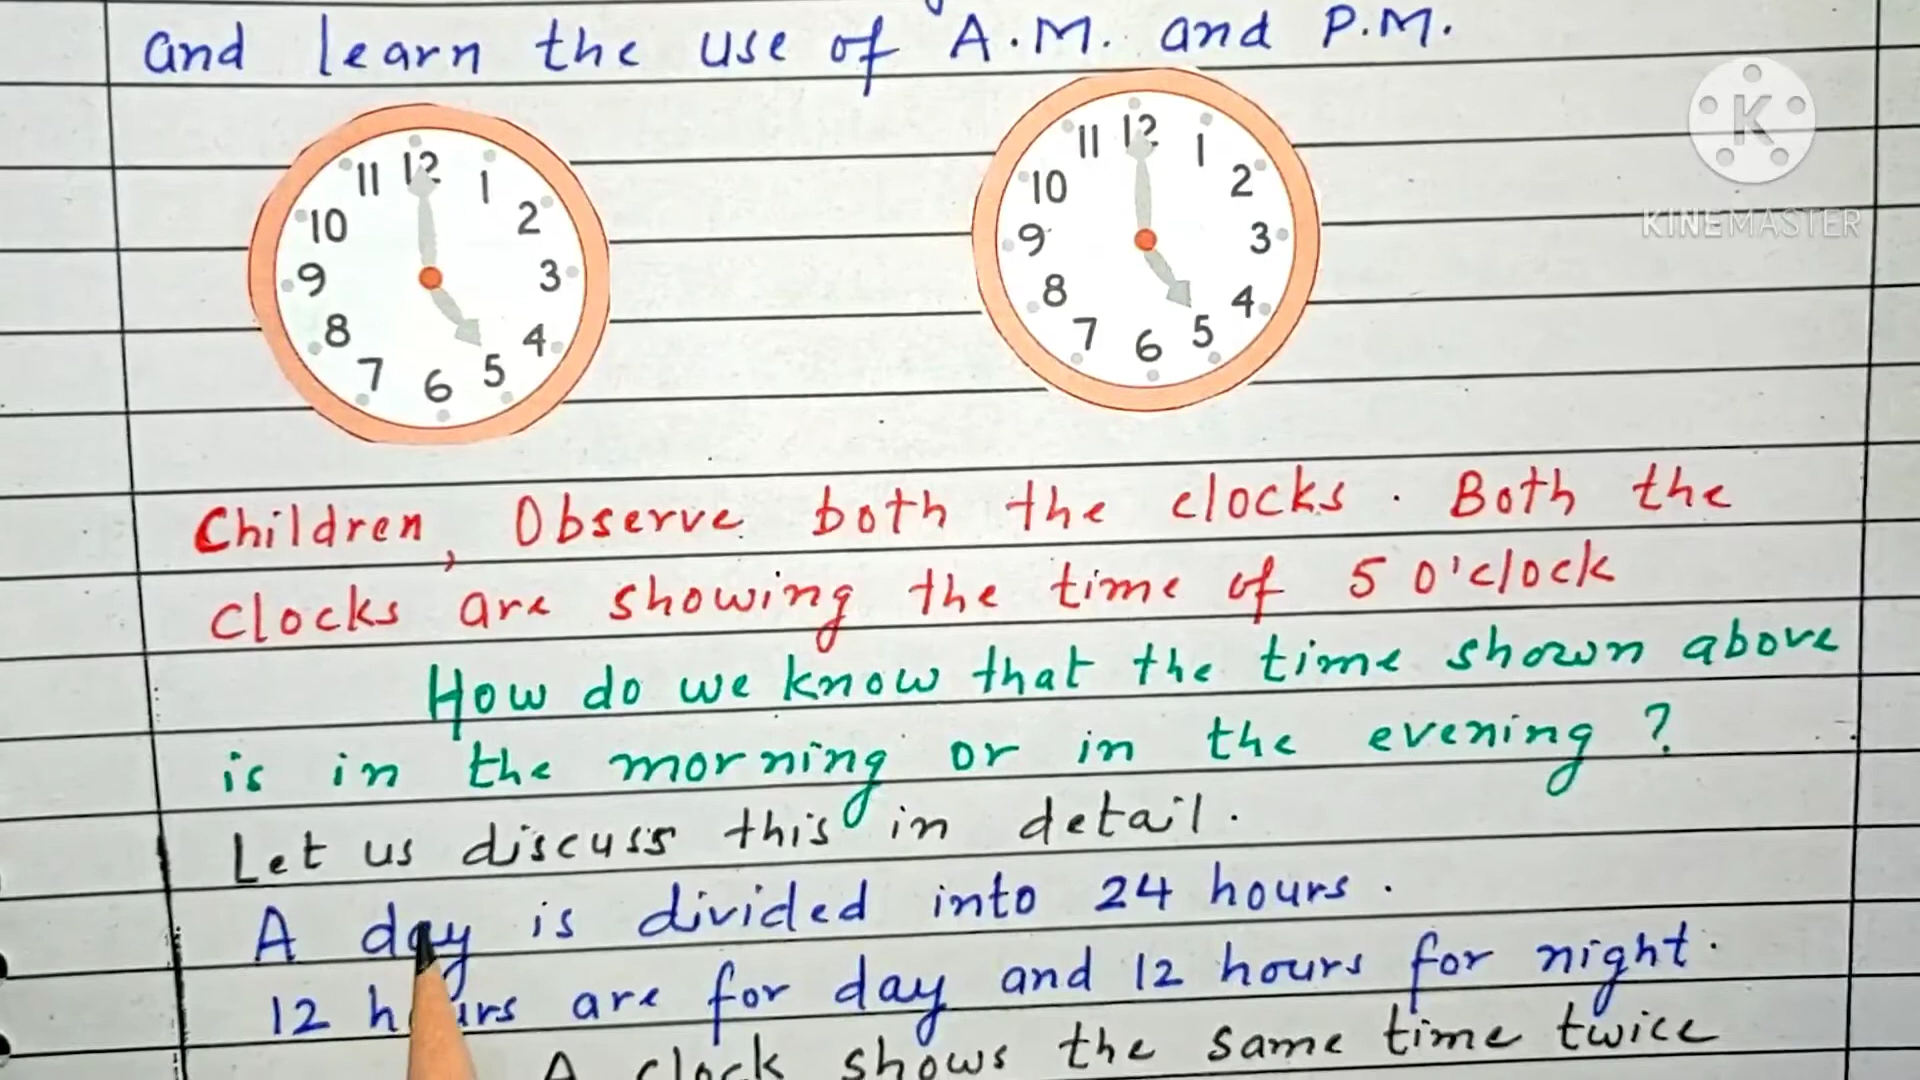 and learn the use of A.M. and P.M.
11 12 1
10 2
9 3
8 4
7 6 5
11 12 1
10 2
9 3
8 4
7 6 5
K
KINEMASTER
Children, Observe both the clocks. Both the
clocks are showing the time of 5 o'clock
How do we know that the time shown above
is in the morning or in the evening ?
Let us discuss this in detail.
A day is divided into 24 hours.
12 hours are for day and 12 hours for night.
A clock shows the same time twice